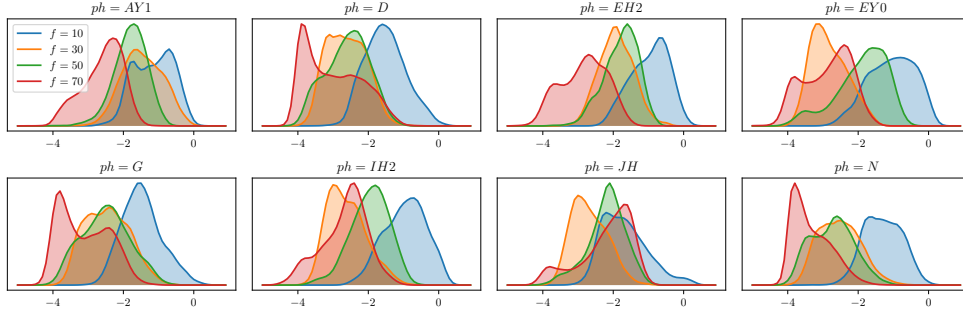 ph = AY1
ph = D
ph = EH2
ph = EY0
f = 10
f = 30
f = 50
f = 70
−4 −2 0
−4 −2 0
−4 −2 0
−4 −2 0
ph = G
ph = IH2
ph = JH
ph = N
−4 −2 0
−4 −2 0
−4 −2 0
−4 −2 0